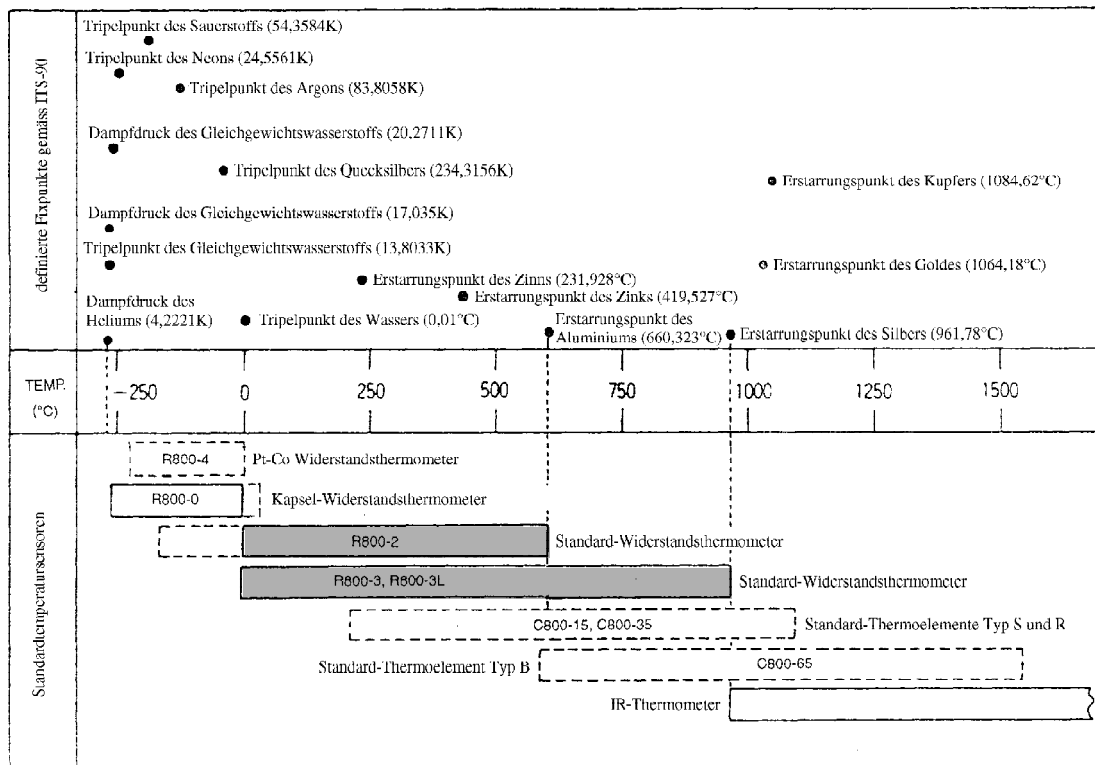 definierte Fixpunkte gemäss ITS-90
Tripelpunkt des Sauerstoffs (54,3584K)
Tripelpunkt des Neons (24,5561K)
Tripelpunkt des Argons (83,8058K)
Dampfdruck des Gleichgewichtswasserstoffs (20,2711K)
Tripelpunkt des Quecksilbers (234,3156K)
Erstarrungspunkt des Kupfers (1084,62°C)
Dampfdruck des Gleichgewichtswasserstoffs (17,035K)
Tripelpunkt des Gleichgewichtswasserstoffs (13,8033K)
Erstarrungspunkt des Goldes (1064,18°C)
Erstarrungspunkt des Zinns (231,928°C)
Erstarrungspunkt des Zinks (419,527°C)
Dampfdruck des
Heliums (4,2221K)
Tripelpunkt des Wassers (0,01°C)
Erstarrungspunkt des
Aluminiums (660,323°C)
Erstarrungspunkt des Silbers (961,78°C)
TEMP.
(°C)
-250 0 250 500 750 1000 1250 1500
Standardtemperatursensoren
R800-4 Pt-Co Widerstandsthermometer
R800-0 Kapsel-Widerstandsthermometer
R800-2 Standard-Widerstandsthermometer
R800-3, R800-3L Standard-Widerstandsthermometer
C800-15, C800-35 Standard-Thermoelemente Typ S und R
Standard-Thermoelement Typ B C800-65
IR-Thermometer